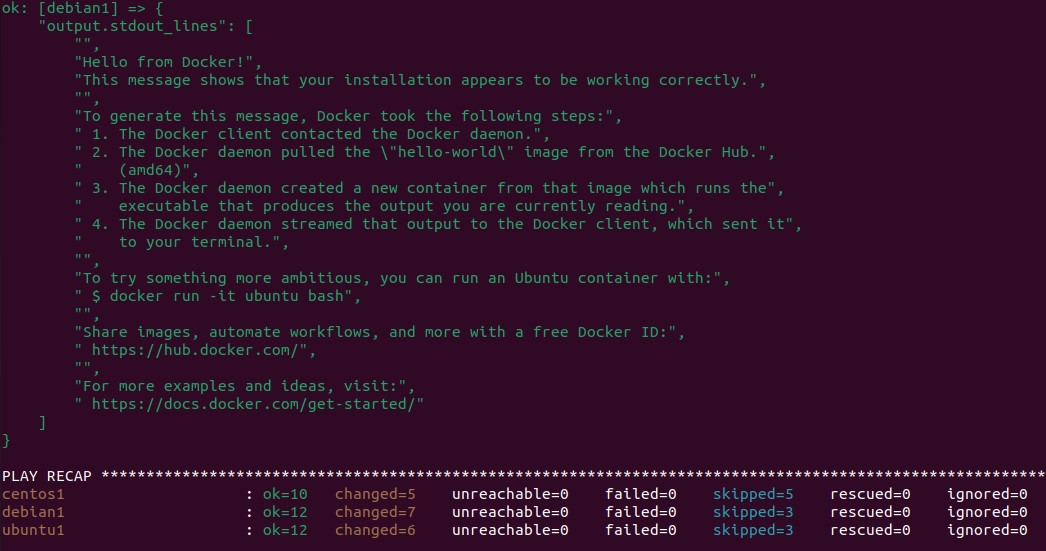 ok: [debian1] => {
    "output.stdout_lines": [
        "",
        "Hello from Docker!",
        "This message shows that your installation appears to be working correctly.",
        "",
        "To generate this message, Docker took the following steps:",
        " 1. The Docker client contacted the Docker daemon.",
        " 2. The Docker daemon pulled the \"hello-world\" image from the Docker Hub.",
        "    (amd64)",
        " 3. The Docker daemon created a new container from that image which runs the",
        "    executable that produces the output you are currently reading.",
        " 4. The Docker daemon streamed that output to the Docker client, which sent it",
        "    to your terminal.",
        "",
        "To try something more ambitious, you can run an Ubuntu container with:",
        " $ docker run -it ubuntu bash",
        "",
        "Share images, automate workflows, and more with a free Docker ID:",
        " https://hub.docker.com/",
        "",
        "For more examples and ideas, visit:",
        " https://docs.docker.com/get-started/"
    ]
}
PLAY RECAP *********************************************************************************************************
centos1                    : ok=10   changed=5    unreachable=0    failed=0    skipped=5    rescued=0    ignored=0
debian1                    : ok=12   changed=7    unreachable=0    failed=0    skipped=3    rescued=0    ignored=0
ubuntu1                    : ok=12   changed=6    unreachable=0    failed=0    skipped=3    rescued=0    ignored=0